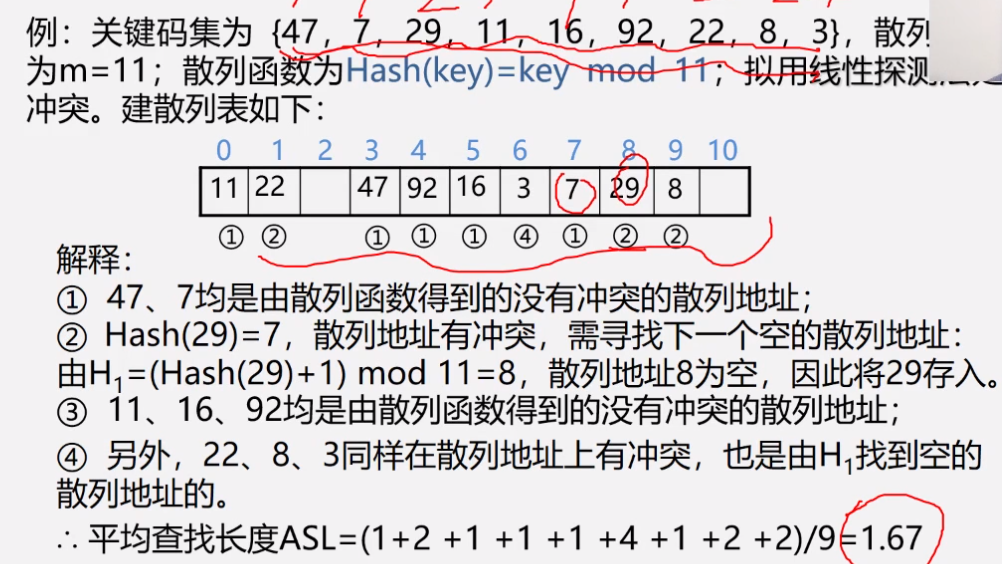 例：关键码集为 {47，7，29，11，16，92，22，8，3}，散列
为m=11；散列函数为Hash(key)=key mod 11；拟用线性探测法
冲突。建散列表如下：
0 1 2 3 4 5 6 7 8 9 10
11 22 47 92 16 3 7 29 8
① ② ① ① ① ④ ① ② ②
解释：
① 47、7均是由散列函数得到的没有冲突的散列地址；
② Hash(29)=7，散列地址有冲突，需寻找下一个空的散列地址：
由H₁=(Hash(29)+1) mod 11=8，散列地址8为空，因此将29存入。
③ 11、16、92均是由散列函数得到的没有冲突的散列地址；
④ 另外，22、8、3同样在散列地址上有冲突，也是由H₁找到空的
散列地址的。
∴ 平均查找长度ASL=(1+2 +1 +1 +1 +4 +1 +2 +2)/9=1.67